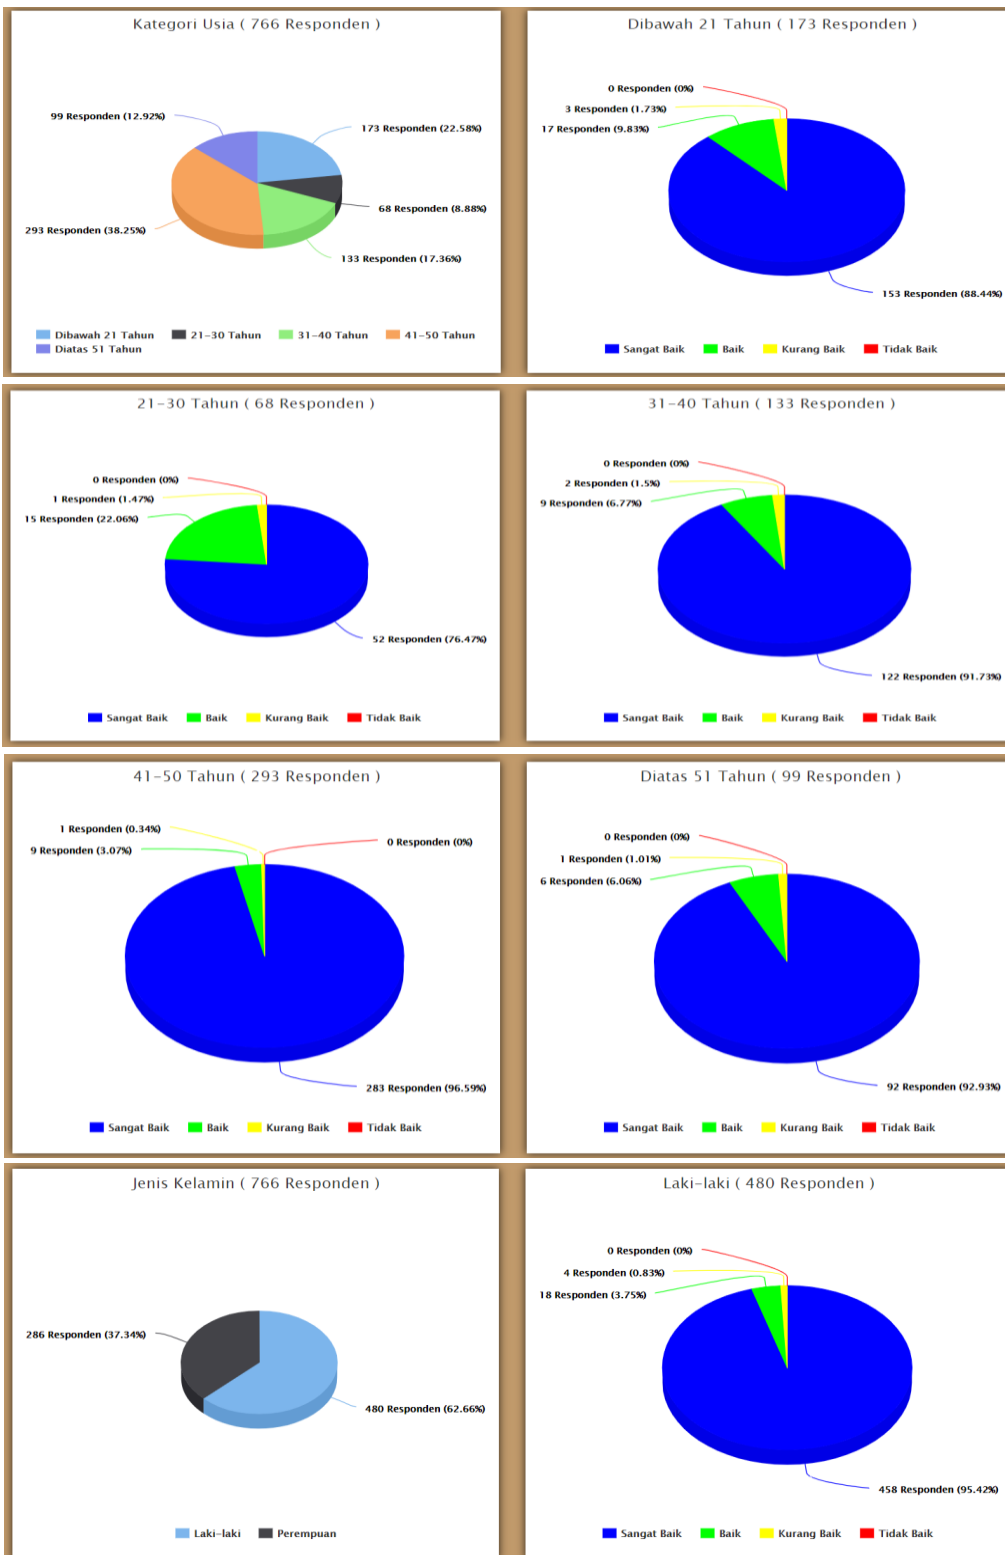 Kategori Usia ( 766 Responden )
99 Responden (12.92%)
173 Responden (22.58%)
68 Responden (8.88%)
293 Responden (38.25%)
133 Responden (17.36%)
Dibawah 21 Tahun
21-30 Tahun
31-40 Tahun
41-50 Tahun
Diatas 51 Tahun
Dibawah 21 Tahun ( 173 Responden )
0 Responden (0%)
3 Responden (1.73%)
17 Responden (9.83%)
153 Responden (88.44%)
Sangat Baik
Baik
Kurang Baik
Tidak Baik
21-30 Tahun ( 68 Responden )
0 Responden (0%)
1 Responden (1.47%)
15 Responden (22.06%)
52 Responden (76.47%)
Sangat Baik
Baik
Kurang Baik
Tidak Baik
31-40 Tahun ( 133 Responden )
0 Responden (0%)
2 Responden (1.5%)
9 Responden (6.77%)
122 Responden (91.73%)
Sangat Baik
Baik
Kurang Baik
Tidak Baik
41-50 Tahun ( 293 Responden )
1 Responden (0.34%)
0 Responden (0%)
9 Responden (3.07%)
283 Responden (96.59%)
Sangat Baik
Baik
Kurang Baik
Tidak Baik
Diatas 51 Tahun ( 99 Responden )
0 Responden (0%)
1 Responden (1.01%)
6 Responden (6.06%)
92 Responden (92.93%)
Sangat Baik
Baik
Kurang Baik
Tidak Baik
Jenis Kelamin ( 766 Responden )
286 Responden (37.34%)
480 Responden (62.66%)
Laki-laki
Perempuan
Laki-laki ( 480 Responden )
0 Responden (0%)
4 Responden (0.83%)
18 Responden (3.75%)
458 Responden (95.42%)
Sangat Baik
Baik
Kurang Baik
Tidak Baik